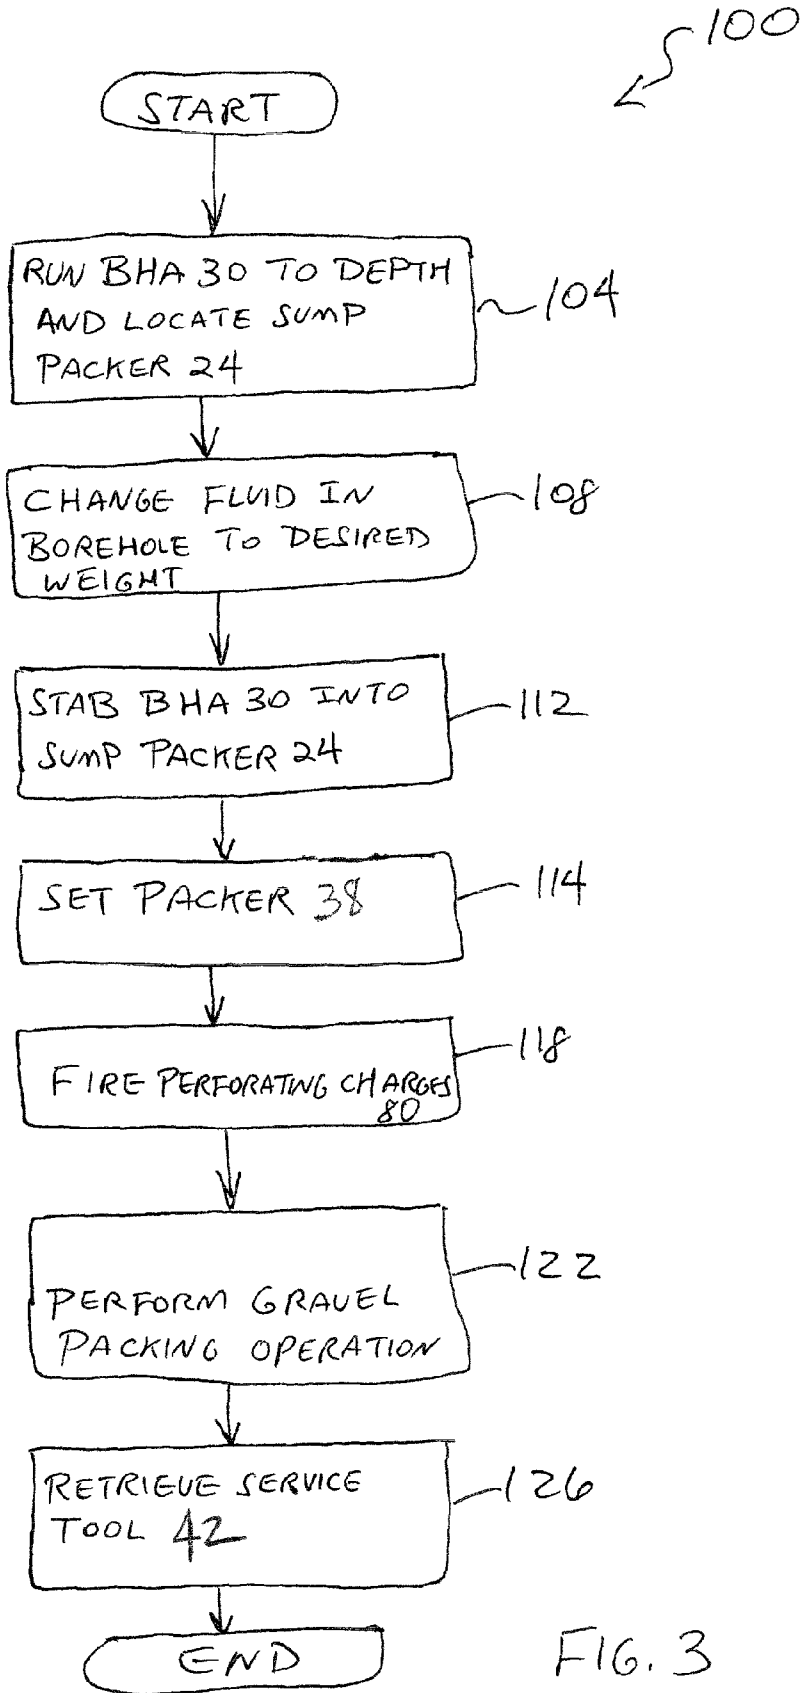 100
START
RUN BHA 30 TO DEPTH
AND LOCATE SUMP
PACKER 24
104
CHANGE FLUID IN
BOREHOLE TO DESIRED
WEIGHT
108
STAB BHA 30 INTO
SUMP PACKER 24
112
SET PACKER 38
114
FIRE PERFORATING CHARGES
80
118
PERFORM GRAVEL
PACKING OPERATION
122
RETRIEVE SERVICE
TOOL 42
126
END
FIG. 3